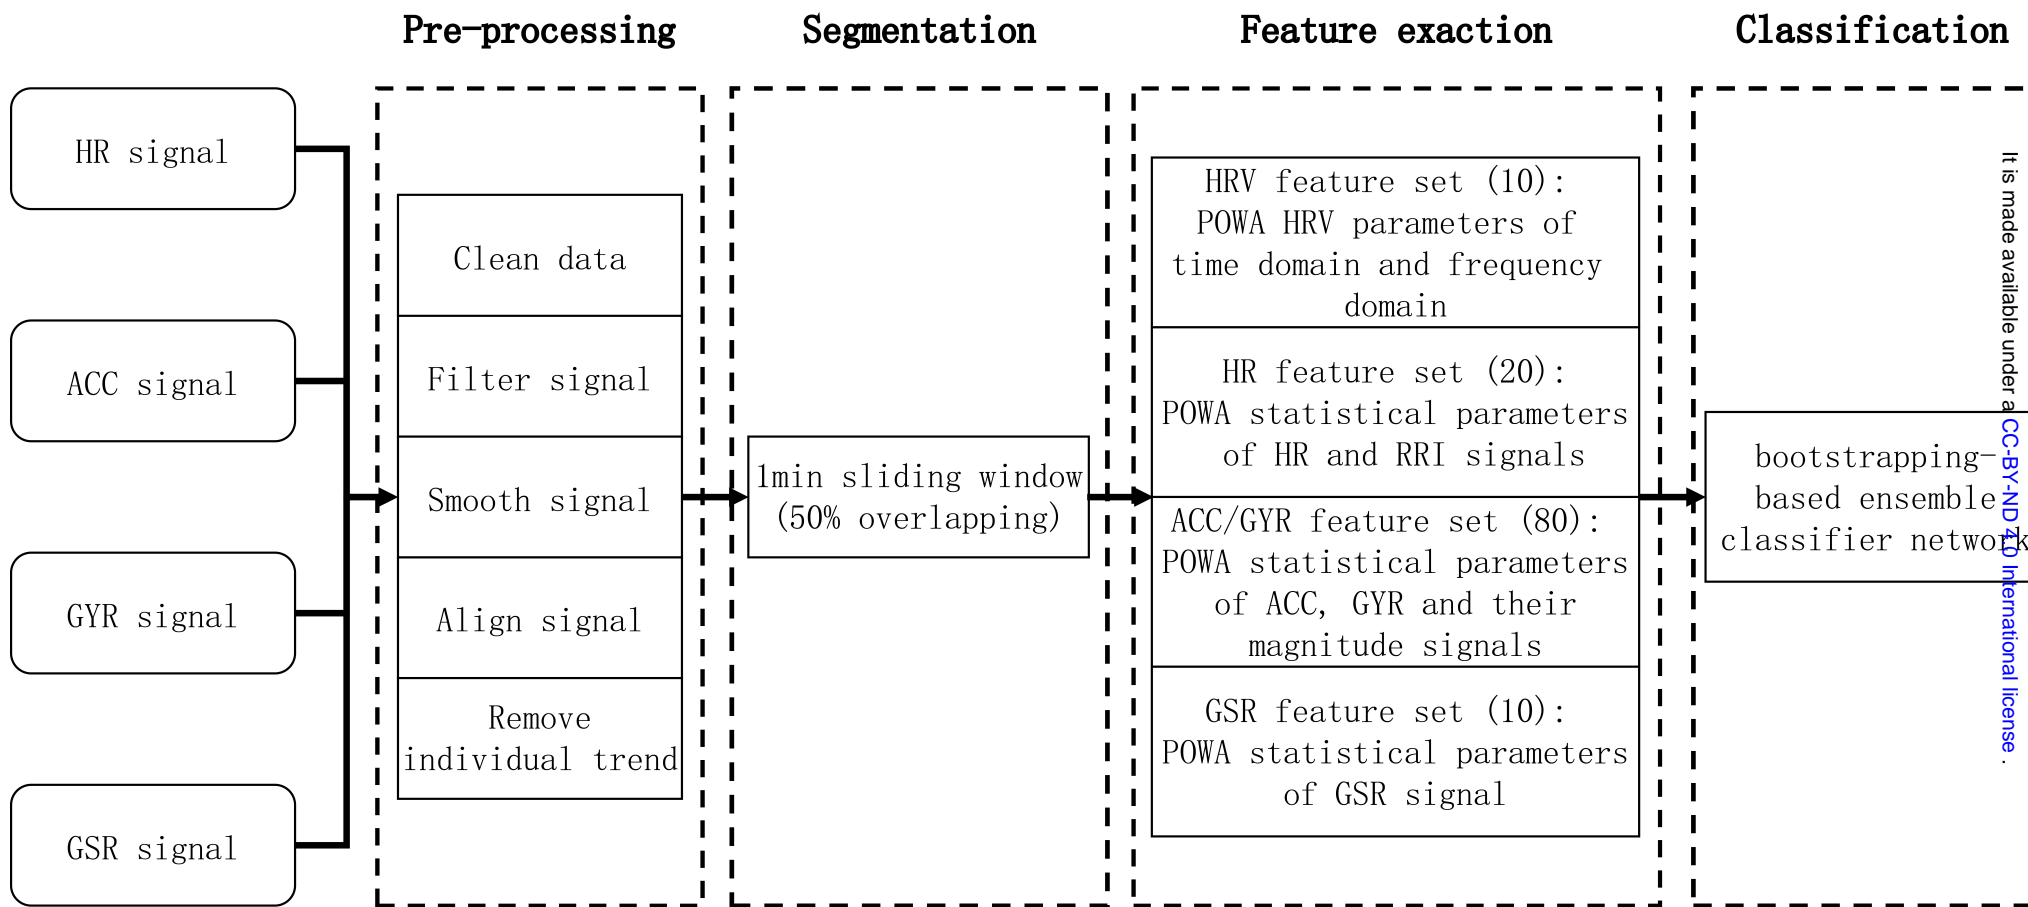 Pre-processing
Segmentation
Feature exaction
Classification
HR signal
ACC signal
GYR signal
GSR signal
Clean data
Filter signal
Smooth signal
Align signal
Remove
individual trend
1min sliding window
(50% overlapping)
HRV feature set (10):
POWA HRV parameters of
time domain and frequency
domain
HR feature set (20):
POWA statistical parameters
of HR and RRI signals
ACC/GYR feature set (80):
POWA statistical parameters
of ACC, GYR and their
magnitude signals
GSR feature set (10):
POWA statistical parameters
of GSR signal
bootstrapping-
based ensemble
classifier network
It is made available under a CC-BY-ND 4.0 International license .